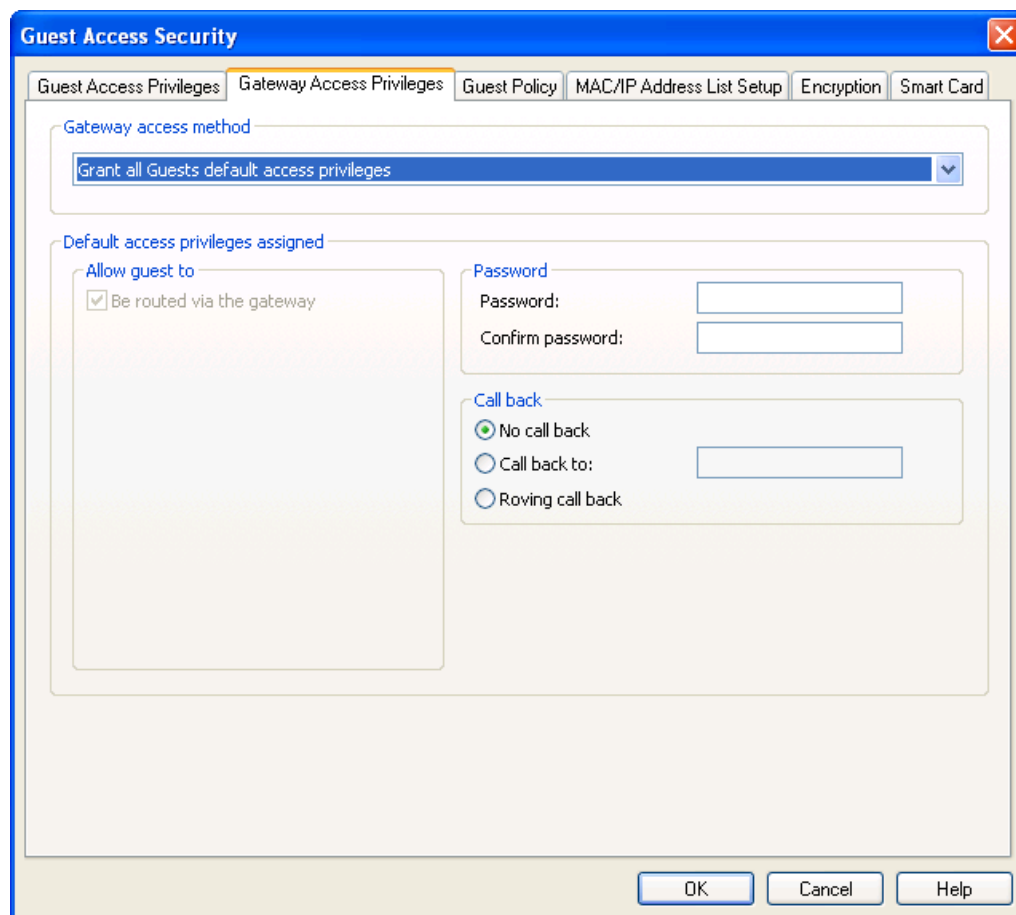 Guest Access Security
Guest Access Privileges Gateway Access Privileges Guest Policy MAC/IP Address List Setup Encryption Smart Card
Gateway access method
Grant all Guests default access privileges
Default access privileges assigned
Allow guest to
Be routed via the gateway
Password
Password:
Confirm password:
Call back
No call back
Call back to:
Roving call back
OK Cancel Help